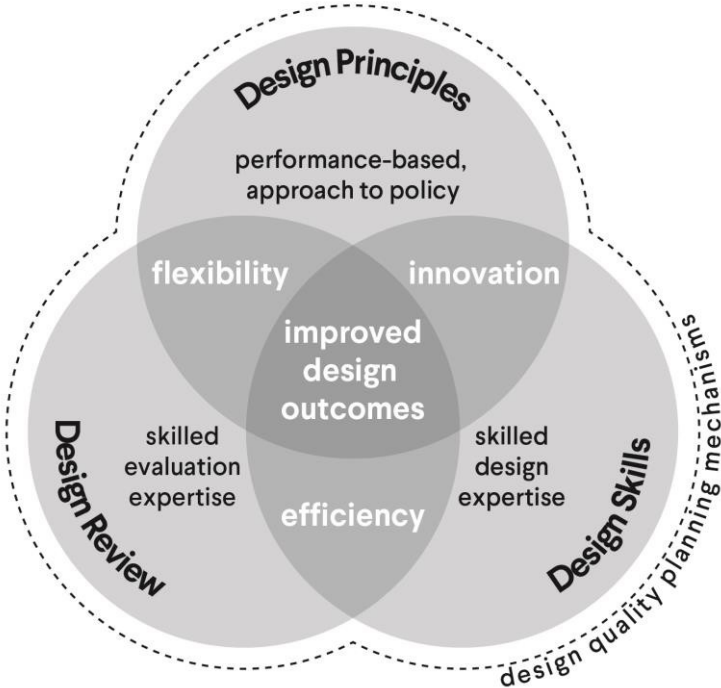 Design Principles
performance-based,
approach to policy
flexibility
innovation
improved
design
outcomes
Design Review
skilled
evaluation
expertise
skilled
design
expertise
Design Skills
efficiency
design quality planning mechanisms